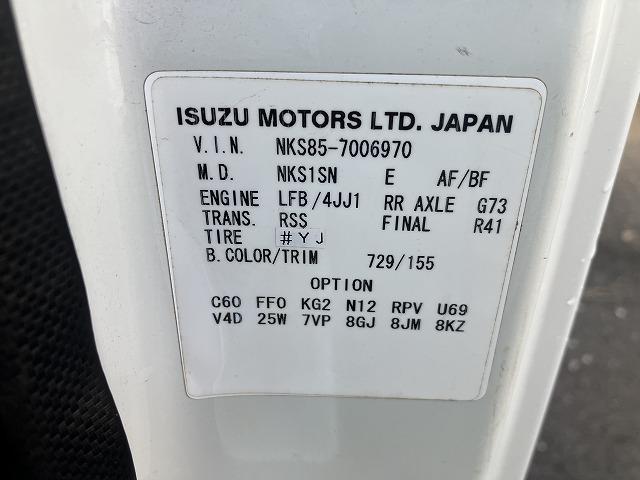 ISUZU MOTORS LTD. JAPAN
V.I.N. NKS85-7006970
M.D. NKS1SN E AF/BF
ENGINE LFB/4JJ1 RR AXLE G73
TRANS. RSS FINAL R41
TIRE #YJ
B.COLOR/TRIM 729/155
OPTION
C60 FF0 KG2 N12 RPV U69
V4D 25W 7VP 8GJ 8JM 8KZ